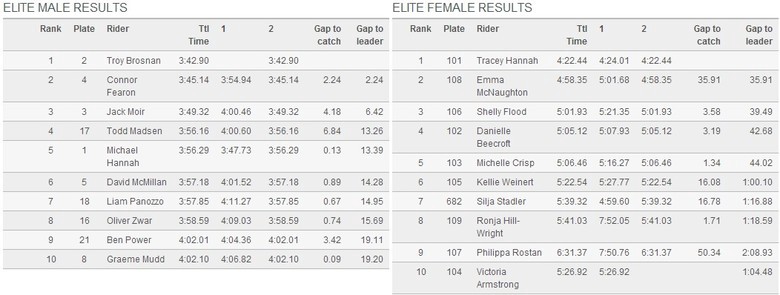 ELITE MALE RESULTS
Rank Plate Rider Ttl Time 1 2 Gap to catch Gap to leader
1 2 Troy Brosnan 3:42.90 3:42.90
2 4 Connor Fearon 3:45.14 3:54.94 3:45.14 2.24 2.24
3 3 Jack Moir 3:49.32 4:00.46 3:49.32 4.18 6.42
4 17 Todd Madsen 3:56.16 4:00.60 3:56.16 6.84 13.26
5 1 Michael Hannah 3:56.29 3:47.73 3:56.29 0.13 13.39
6 5 David McMillan 3:57.18 4:01.52 3:57.18 0.89 14.28
7 18 Liam Panozzo 3:57.85 4:11.27 3:57.85 0.67 14.95
8 16 Oliver Zwar 3:58.59 4:09.03 3:58.59 0.74 15.69
9 21 Ben Power 4:02.01 4:04.36 4:02.01 3.42 19.11
10 8 Graeme Mudd 4:02.10 4:06.82 4:02.10 0.09 19.20
ELITE FEMALE RESULTS
Rank Plate Rider Ttl Time 1 2 Gap to catch Gap to leader
1 101 Tracey Hannah 4:22.44 4:24.01 4:22.44
2 108 Emma McNaughton 4:58.35 5:01.68 4:58.35 35.91 35.91
3 106 Shelly Flood 5:01.93 5:21.35 5:01.93 3.58 39.49
4 102 Danielle Beecroft 5:05.12 5:07.93 5:05.12 3.19 42.68
5 103 Michelle Crisp 5:06.46 5:16.27 5:06.46 1.34 44.02
6 105 Kellie Weinert 5:22.54 5:27.77 5:22.54 16.08 1:00.10
7 682 Silja Stadler 5:39.32 4:59.60 5:39.32 16.78 1:16.88
8 109 Ronja Hill-Wright 5:41.03 7:52.05 5:41.03 1.71 1:18.59
9 107 Philippa Rostan 6:31.37 7:50.76 6:31.37 50.34 2:08.93
10 104 Victoria Armstrong 5:26.92 5:26.92 1:04.48